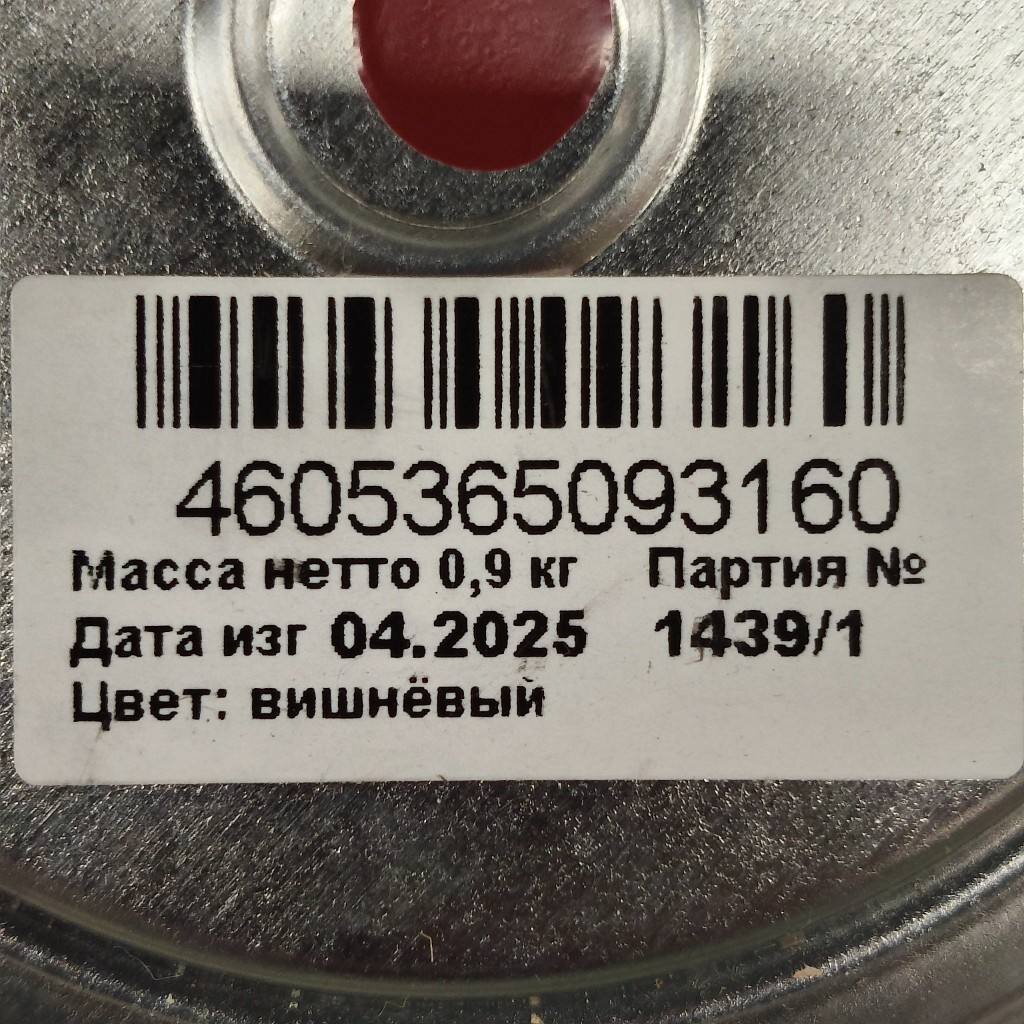 4605365093160
Масса нетто 0,9 кг Партия №
Дата изг 04.2025 1439/1
Цвет: вишнёвый